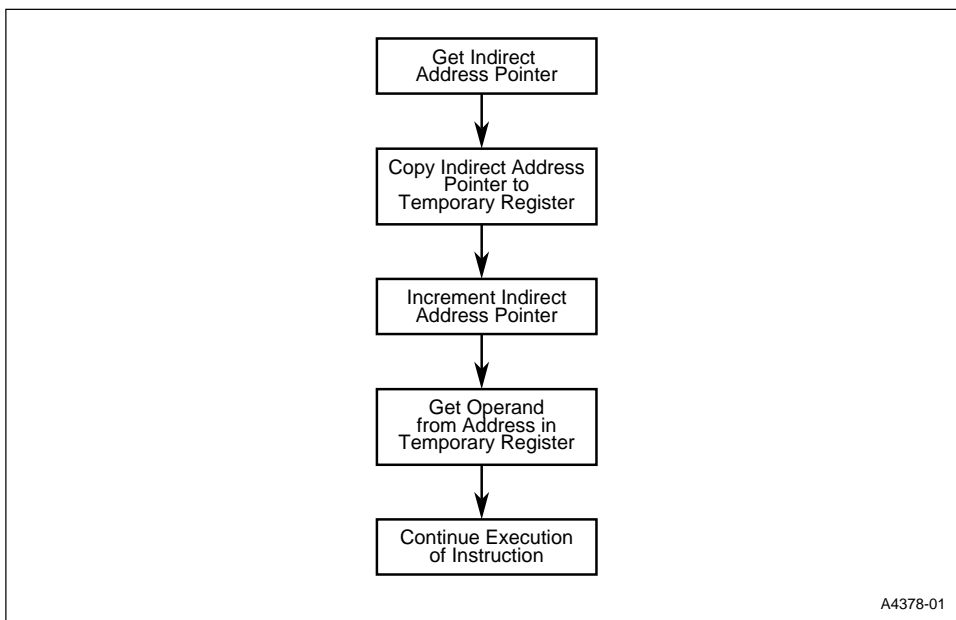 Get Indirect
Address Pointer
Copy Indirect Address
Pointer to
Temporary Register
Increment Indirect
Address Pointer
Get Operand
from Address in
Temporary Register
Continue Execution
of Instruction
A4378-01